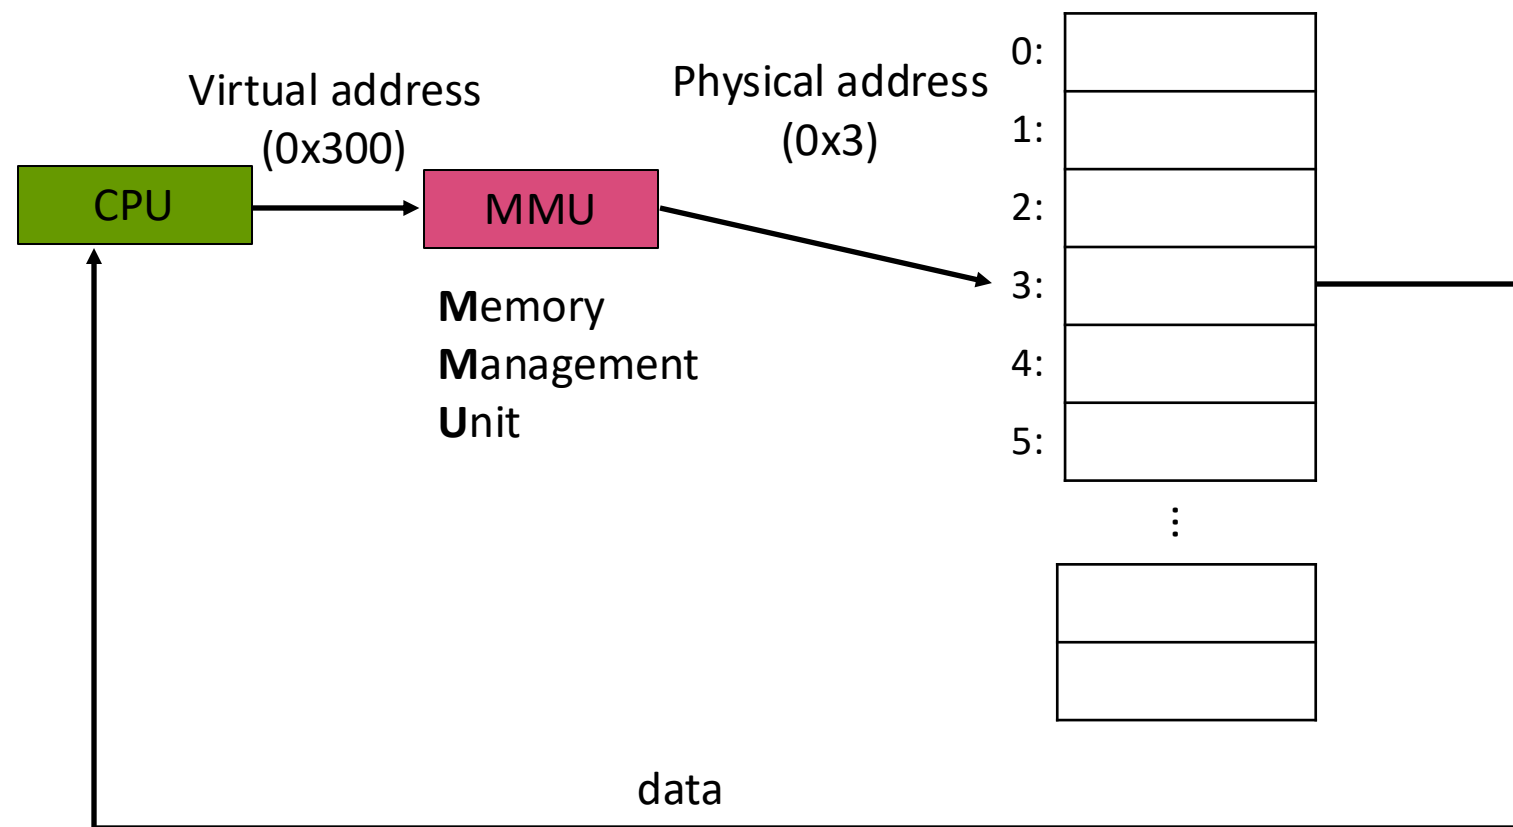 Virtual address
(0x300)
Physical address
(0x3)
CPU
MMU
Memory
Management
Unit
0:
1:
2:
3:
4:
5:
...
data